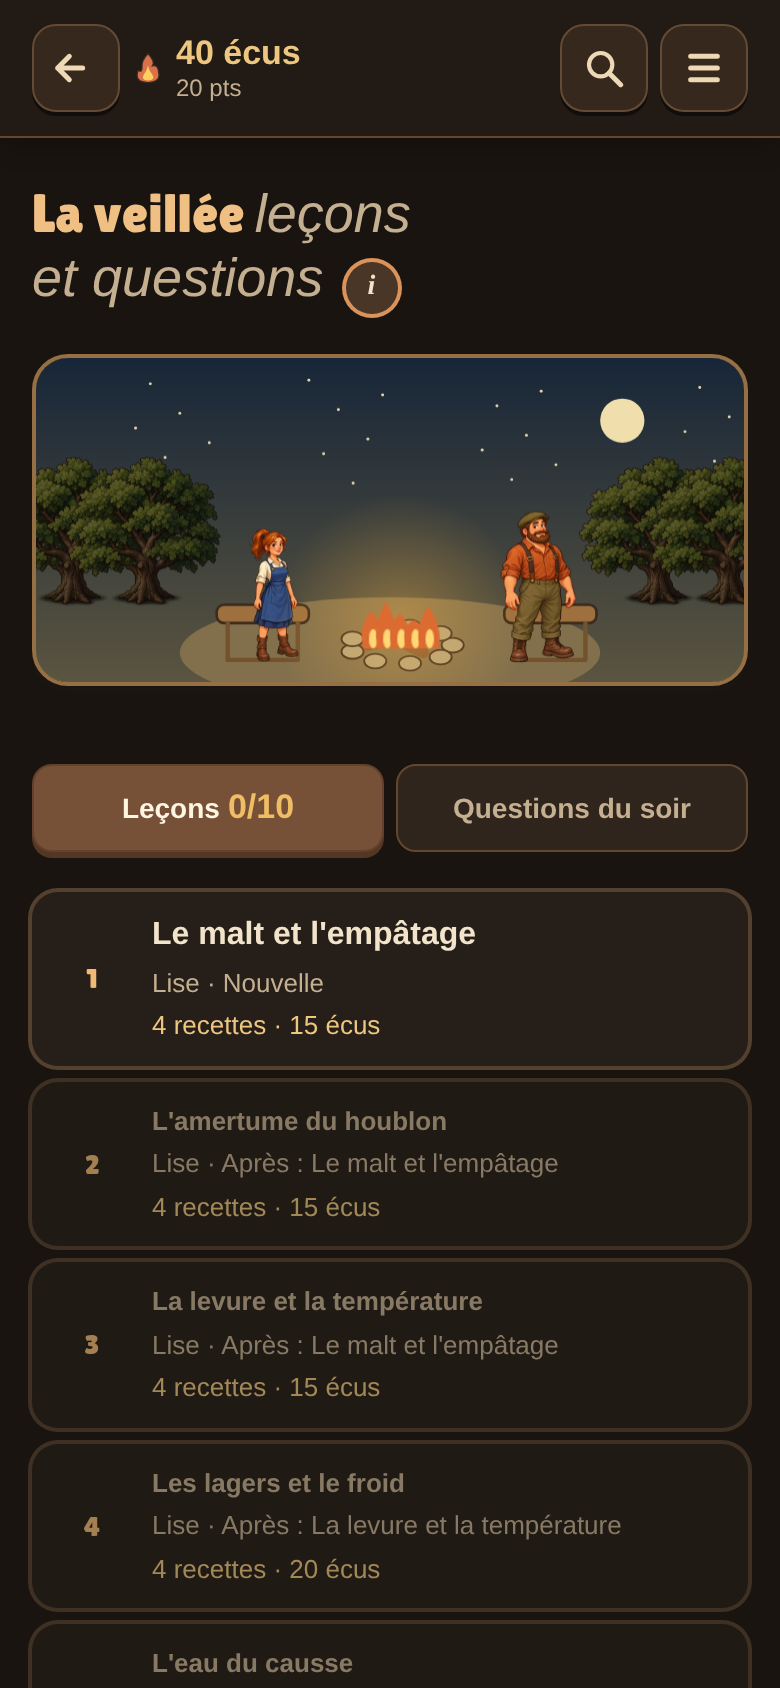 40 écus
20 pts
La veillée leçons
et questions i
Leçons 0/10
Questions du soir
1
Le malt et l'empâtage
Lise · Nouvelle
4 recettes · 15 écus
2
L'amertume du houblon
Lise · Après : Le malt et l'empâtage
4 recettes · 15 écus
3
La levure et la température
Lise · Après : Le malt et l'empâtage
4 recettes · 15 écus
4
Les lagers et le froid
Lise · Après : La levure et la température
4 recettes · 20 écus
L'eau du causse